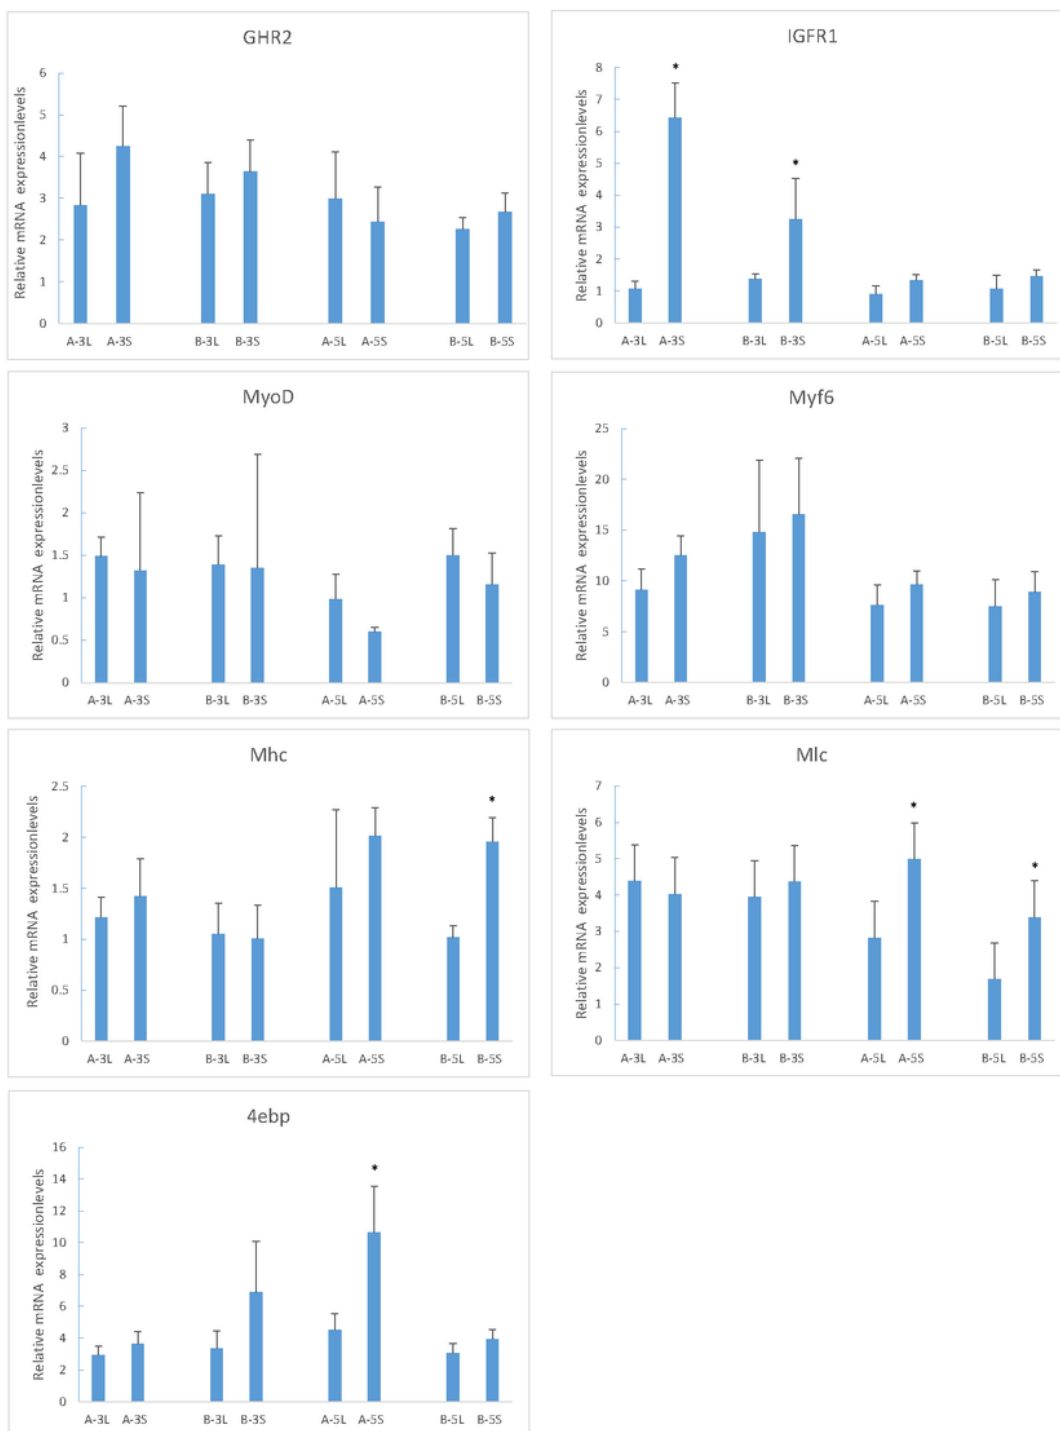 GHR2
Relative mRNA expressionlevels
6
5
4
3
2
1
0
A-3L A-3S B-3L B-3S A-5L A-5S B-5L B-5S
IGFR1
Relative mRNA expressionlevels
8
7
6
5
4
3
2
1
0
* *
A-3L A-3S B-3L B-3S A-5L A-5S B-5L B-5S
MyoD
Relative mRNA expressionlevels
3
2.5
2
1.5
1
0.5
0
A-3L A-3S B-3L B-3S A-5L A-5S B-5L B-5S
Myf6
Relative mRNA expressionlevels
25
20
15
10
5
0
A-3L A-3S B-3L B-3S A-5L A-5S B-5L B-5S
Mhc
Relative mRNA expressionlevels
2.5
2
1.5
1
0.5
0
*
A-3L A-3S B-3L B-3S A-5L A-5S B-5L B-5S
Mlc
Relative mRNA expressionlevels
7
6
5
4
3
2
1
0
* *
A-3L A-3S B-3L B-3S A-5L A-5S B-5L B-5S
4ebp
Relative mRNA expressionlevels
16
14
12
10
8
6
4
2
0
*
A-3L A-3S B-3L B-3S A-5L A-5S B-5L B-5S